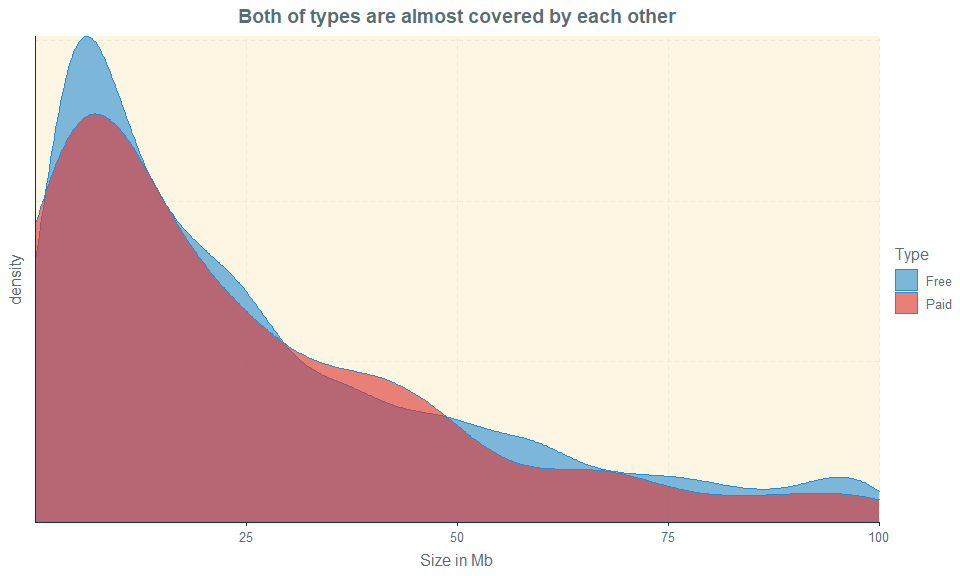 Both of types are almost covered by each other
density
Type
Free
Paid
25
50
75
100
Size in Mb